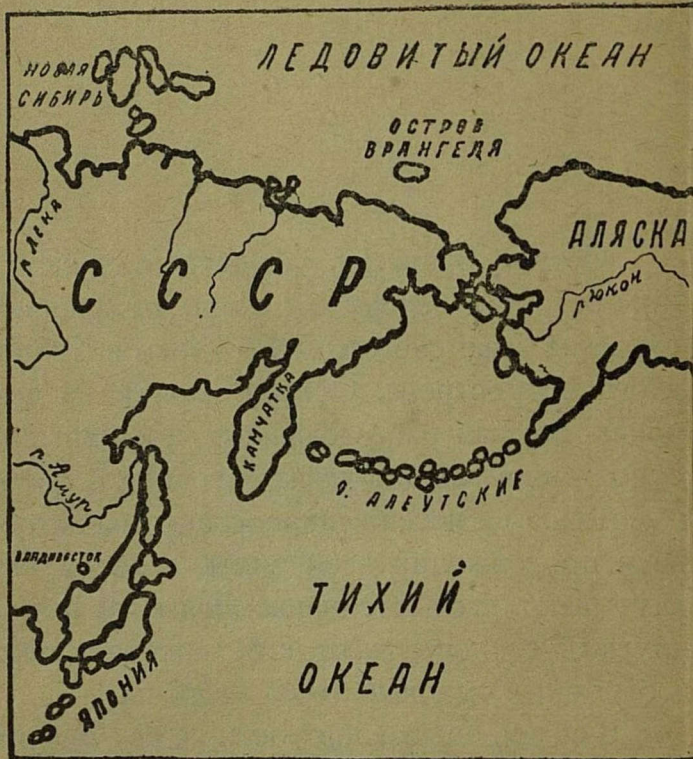 ЛЕДОВИТЫЙ ОКЕАН
НОВАЯ
СИБИРЬ
ОСТРОВ
ВРАНГЕЛЯ
АЛЯСКА
р. Лена
С С С Р
р. Юкон
КАМЧАТКА
р. Амур
О. АЛЕУТСКИЕ
ВЛАДИВОСТОК
ТИХИЙ
ОКЕАН
ЯПОНИЯ